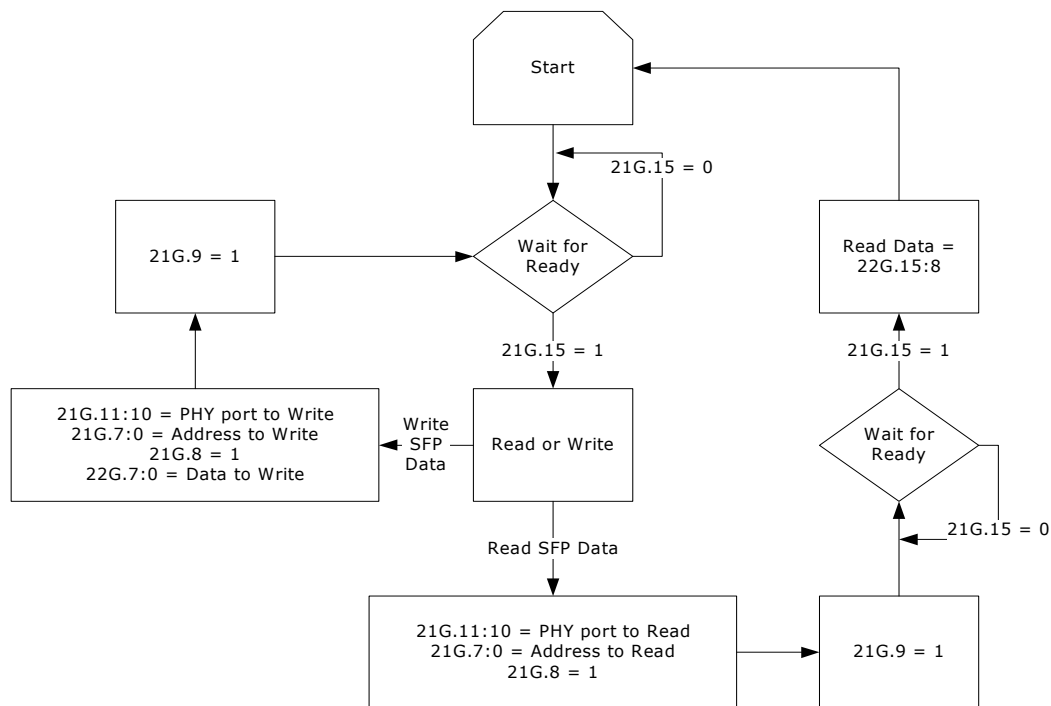 Start
21G.15 = 0
21G.9 = 1
Wait for
Ready
Read Data =
22G.15:8
21G.15 = 1
21G.15 = 1
21G.11:10 = PHY port to Write
21G.7:0 = Address to Write
21G.8 = 1
22G.7:0 = Data to Write
Write
SFP
Data
Read or Write
Wait for
Ready
21G.15 = 0
Read SFP Data
21G.11:10 = PHY port to Read
21G.7:0 = Address to Read
21G.8 = 1
21G.9 = 1